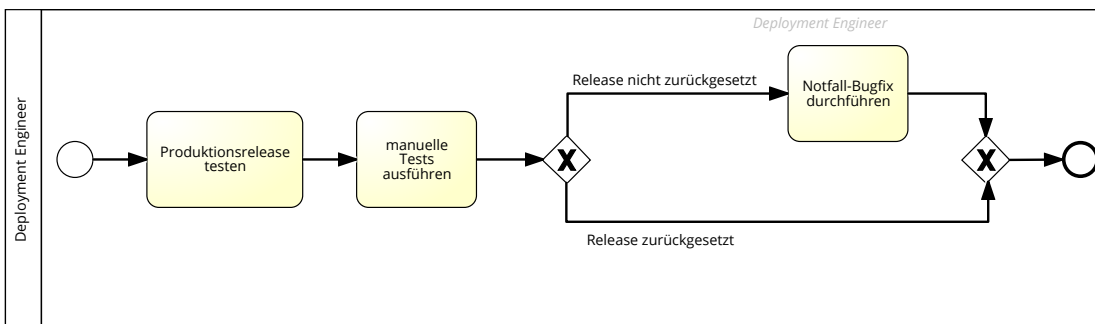 Deployment Engineer
Deployment Engineer
Produktionsrelease
testen
manuelle
Tests
ausführen
Release nicht zurückgesetzt
Notfall-Bugfix
durchführen
Release zurückgesetzt